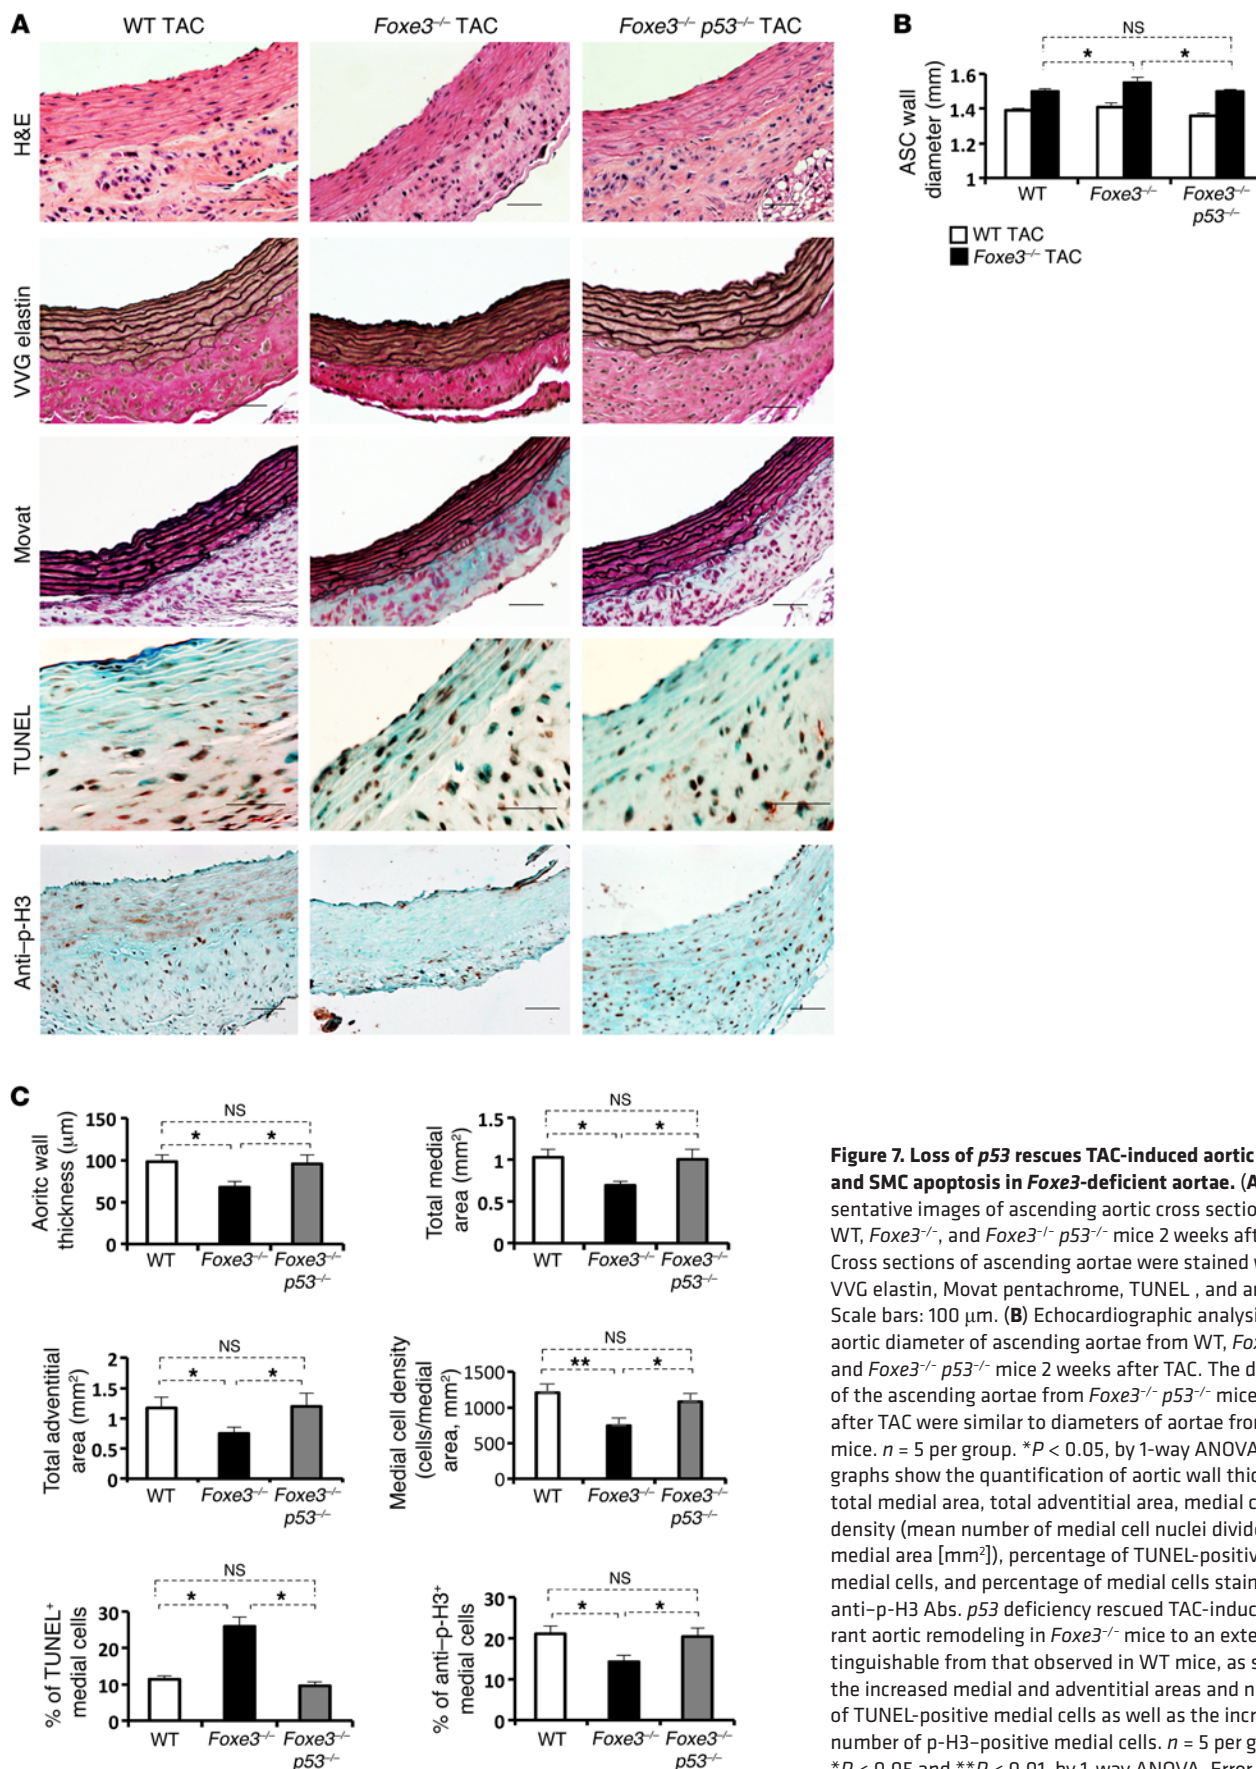 A
WT TAC
Foxe3–/– TAC
Foxe3–/– p53–/– TAC
H&E
VVG elastin
Movat
TUNEL
Anti–p-H3
B
NS
* *
ASC wall
diameter (mm)
1.6
1.4
1.2
1
WT
Foxe3–/–
Foxe3–/–
p53–/–
WT TAC
Foxe3–/– TAC
C
NS
* *
Aoritc wall
thickness (μm)
150
100
50
0
WT
Foxe3–/–
Foxe3–/–
p53–/–
NS
* *
Total medial
area (mm²)
1.5
1
0.5
0
WT
Foxe3–/–
Foxe3–/–
p53–/–
NS
* *
Total adventitial
area (mm²)
2
1.5
1
0.5
0
WT
Foxe3–/–
Foxe3–/–
p53–/–
NS
** *
Medial cell density
(cells/medial
area, mm²)
1500
1000
500
0
WT
Foxe3–/–
Foxe3–/–
p53–/–
NS
* *
% of TUNEL+
medial cells
30
20
10
0
WT
Foxe3–/–
Foxe3–/–
p53–/–
NS
* *
% of anti–p-H3+
medial cells
30
20
10
0
WT
Foxe3–/–
Foxe3–/–
p53–/–
Figure 7. Loss of p53 rescues TAC-induced aortic
and SMC apoptosis in Foxe3-deficient aortae. (A
sentative images of ascending aortic cross sectio
WT, Foxe3–/–, and Foxe3–/– p53–/– mice 2 weeks aft
Cross sections of ascending aortae were stained
VVG elastin, Movat pentachrome, TUNEL , and a
Scale bars: 100 μm. (B) Echocardiographic analysi
aortic diameter of ascending aortae from WT, Fo
and Foxe3–/– p53–/– mice 2 weeks after TAC. The d
of the ascending aortae from Foxe3–/– p53–/– mice
after TAC were similar to diameters of aortae fro
mice. n = 5 per group. *P < 0.05, by 1-way ANOVA
graphs show the quantification of aortic wall thic
total medial area, total adventitial area, medial c
density (mean number of medial cell nuclei divide
medial area [mm²]), percentage of TUNEL-positiv
medial cells, and percentage of medial cells stain
anti–p-H3 Abs. p53 deficiency rescued TAC-induc
rant aortic remodeling in Foxe3–/– mice to an exte
tinguishable from that observed in WT mice, as s
the increased medial and adventitial areas and n
of TUNEL-positive medial cells as well as the incr
number of p-H3–positive medial cells. n = 5 per g
*P < 0.05 and **P < 0.01, by 1-way ANOVA. Error